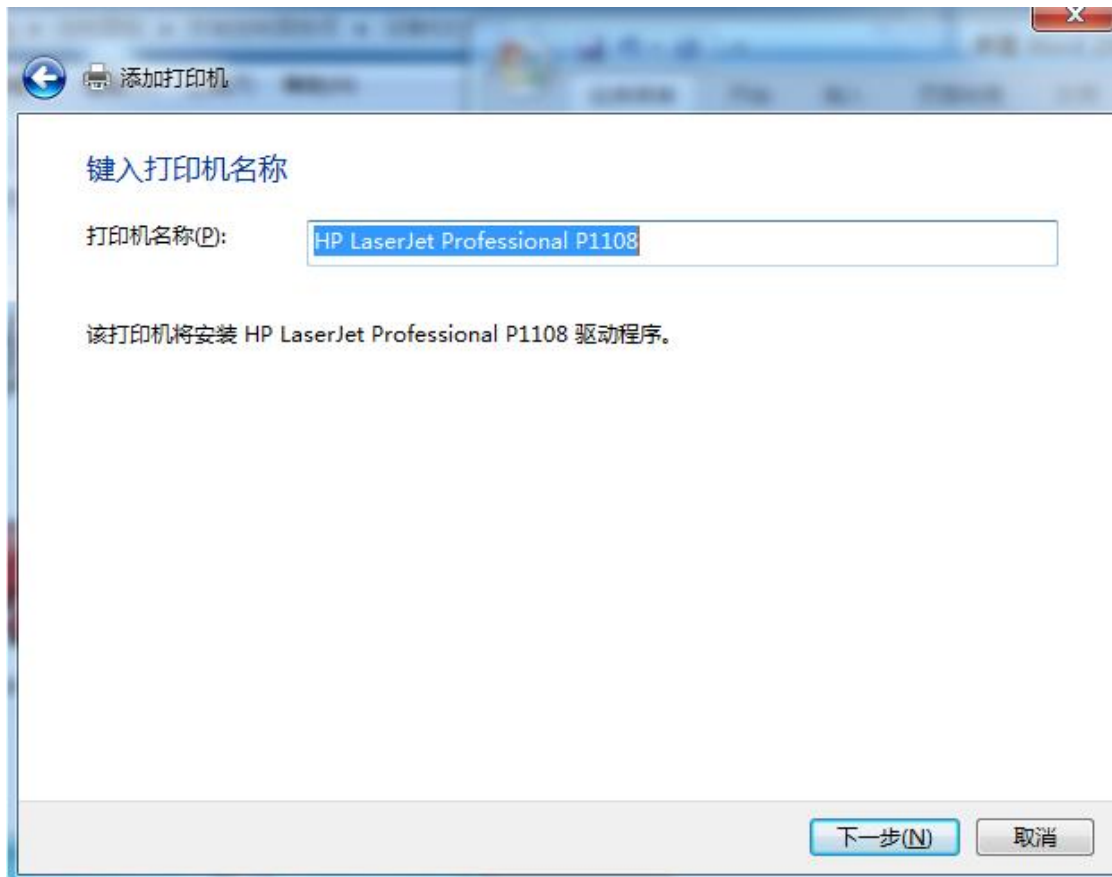 添加打印机
键入打印机名称
打印机名称(P): HP LaserJet Professional P1108
该打印机将安装 HP LaserJet Professional P1108 驱动程序。
下一步(N) 取消